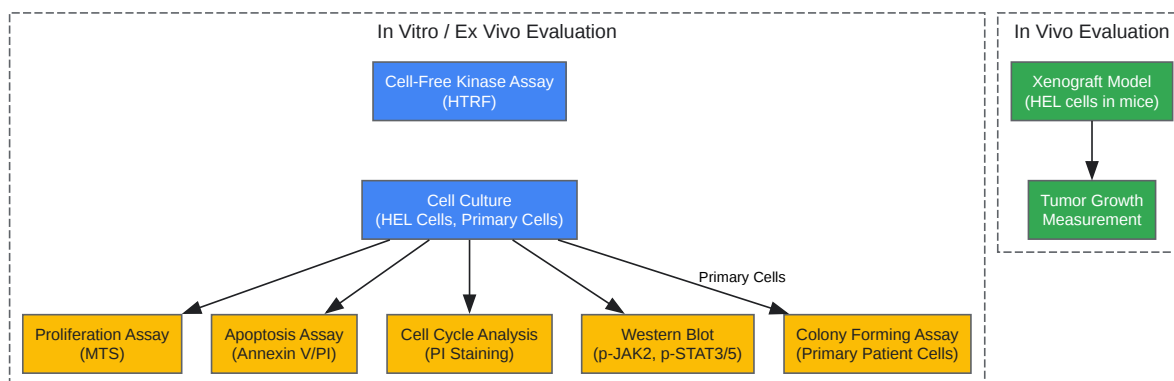 In Vitro / Ex Vivo Evaluation
Cell-Free Kinase Assay
(HTRF)
Cell Culture
(HEL Cells, Primary Cells)
Primary Cells
Proliferation Assay
(MTS)
Apoptosis Assay
(Annexin V/PI)
Cell Cycle Analysis
(PI Staining)
Western Blot
(p-JAK2, p-STAT3/5)
Colony Forming Assay
(Primary Patient Cells)
In Vivo Evaluation
Xenograft Model
(HEL cells in mice)
Tumor Growth
Measurement